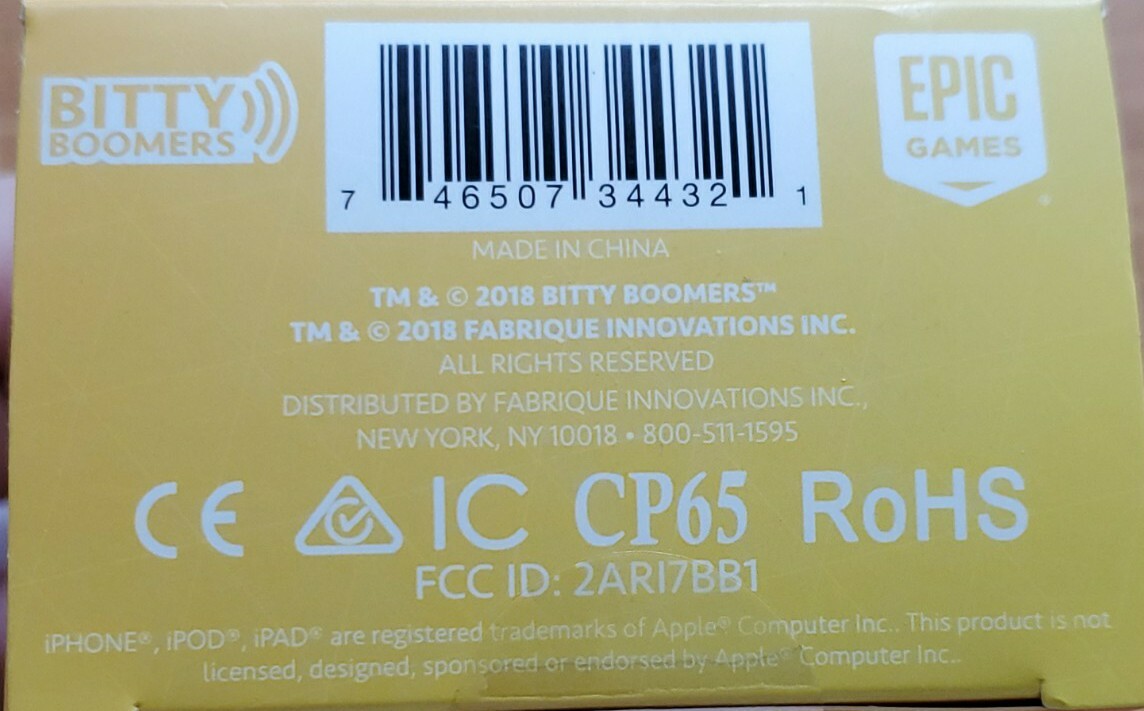 BITTY
BOOMERS
7 46507 34432 1
EPIC
GAMES
MADE IN CHINA
TM & © 2018 BITTY BOOMERS™
TM & © 2018 FABRIQUE INNOVATIONS INC.
ALL RIGHTS RESERVED
DISTRIBUTED BY FABRIQUE INNOVATIONS INC.,
NEW YORK, NY 10018 • 800-511-1595
CE IC CP65 RoHS
FCC ID: 2ARI7BB1
iPHONE®, iPOD®, iPAD® are registered trademarks of Apple® Computer Inc.. This product is not
licensed, designed, sponsored or endorsed by Apple® Computer Inc..